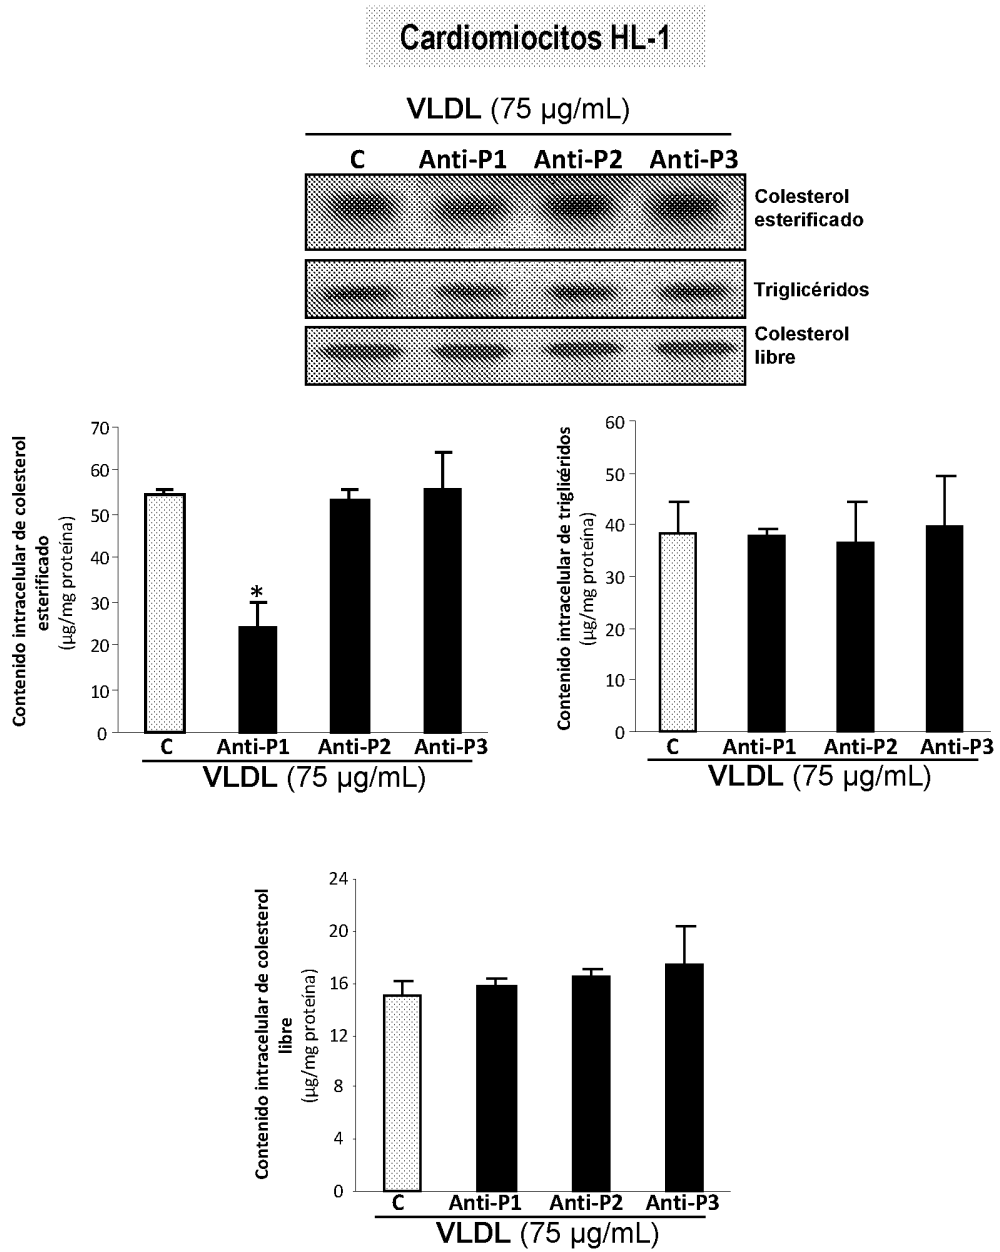 Cardiomiocitos HL-1
VLDL (75 µg/mL)
C Anti-P1 Anti-P2 Anti-P3
Colesterol
esterificado
Triglicéridos
Colesterol
libre
Contenido intracelular de colesterol
esterificado
(µg/mg proteína)
70
60
50
40
30
20
10
0
*
C Anti-P1 Anti-P2 Anti-P3
VLDL (75 µg/mL)
Contenido intracelular de triglicéridos
(µg/mg proteína)
60
50
40
30
20
10
0
C Anti-P1 Anti-P2 Anti-P3
VLDL (75 µg/mL)
Contenido intracelular de colesterol
libre
(µg/mg proteína)
24
20
16
12
8
4
0
C Anti-P1 Anti-P2 Anti-P3
VLDL (75 µg/mL)